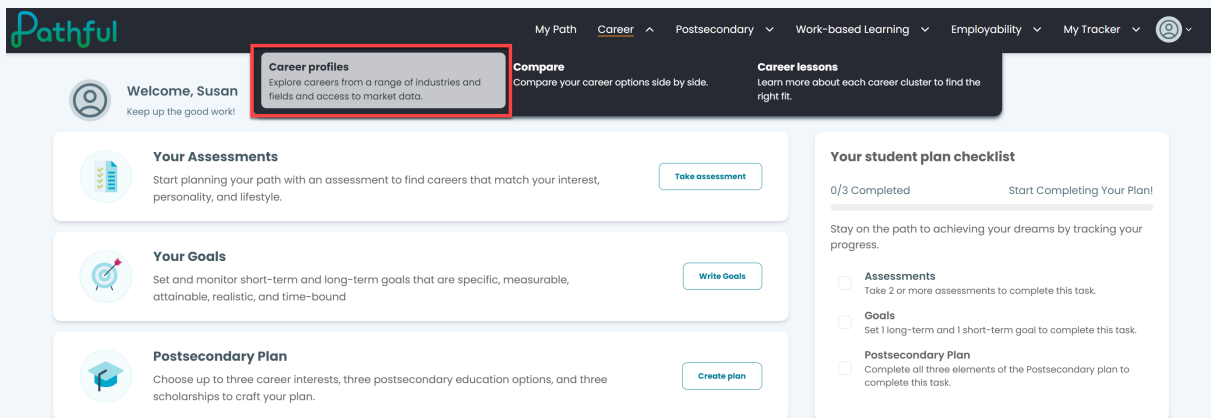 Pathful
My Path Career Postsecondary Work-based Learning Employability My Tracker
Career profiles
Explore careers from a range of industries and
fields and access to market data.
Compare
Compare your career options side by side.
Career lessons
Learn more about each career cluster to find the
right fit.
Welcome, Susan
Keep up the good work!
Your Assessments
Start planning your path with an assessment to find careers that match your interest,
personality, and lifestyle.
Take assessment
Your Goals
Set and monitor short-term and long-term goals that are specific, measurable,
attainable, realistic, and time-bound
Write Goals
Postsecondary Plan
Choose up to three career interests, three postsecondary education options, and three
scholarships to craft your plan.
Create plan
Your student plan checklist
0/3 Completed Start Completing Your Plan!
Stay on the path to achieving your dreams by tracking your
progress.
Assessments
Take 2 or more assessments to complete this task.
Goals
Set 1 long-term and 1 short-term goal to complete this task.
Postsecondary Plan
Complete all three elements of the Postsecondary plan to
complete this task.